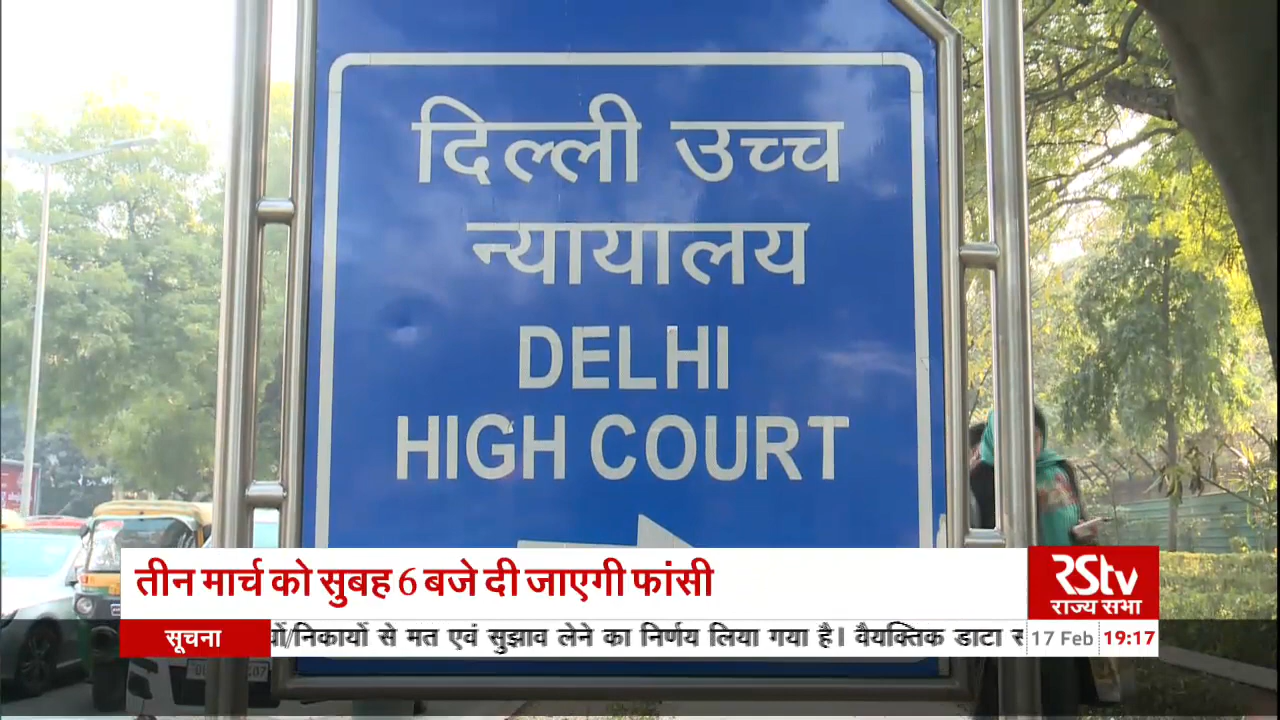 दिल्ली उच्च
न्यायालय
DELHI
HIGH COURT
तीन मार्च को सुबह 6 बजे दी जाएगी फांसी
RStv
राज्य सभा
सूचना
/निकायों से मत एवं सुझाव लेने का निर्णय लिया गया है। वैयक्तिक डाटा
17 Feb
19:17